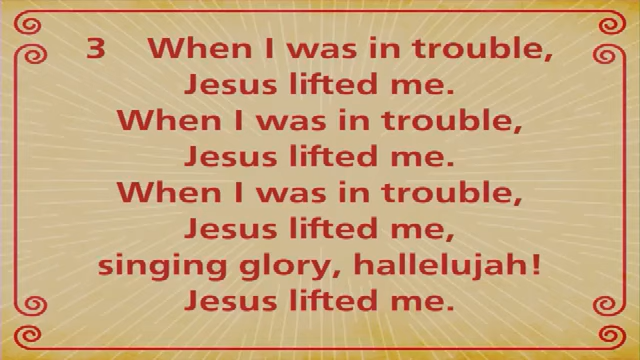 3 When I was in trouble,
Jesus lifted me.
When I was in trouble,
Jesus lifted me.
When I was in trouble,
Jesus lifted me,
singing glory, hallelujah!
Jesus lifted me.